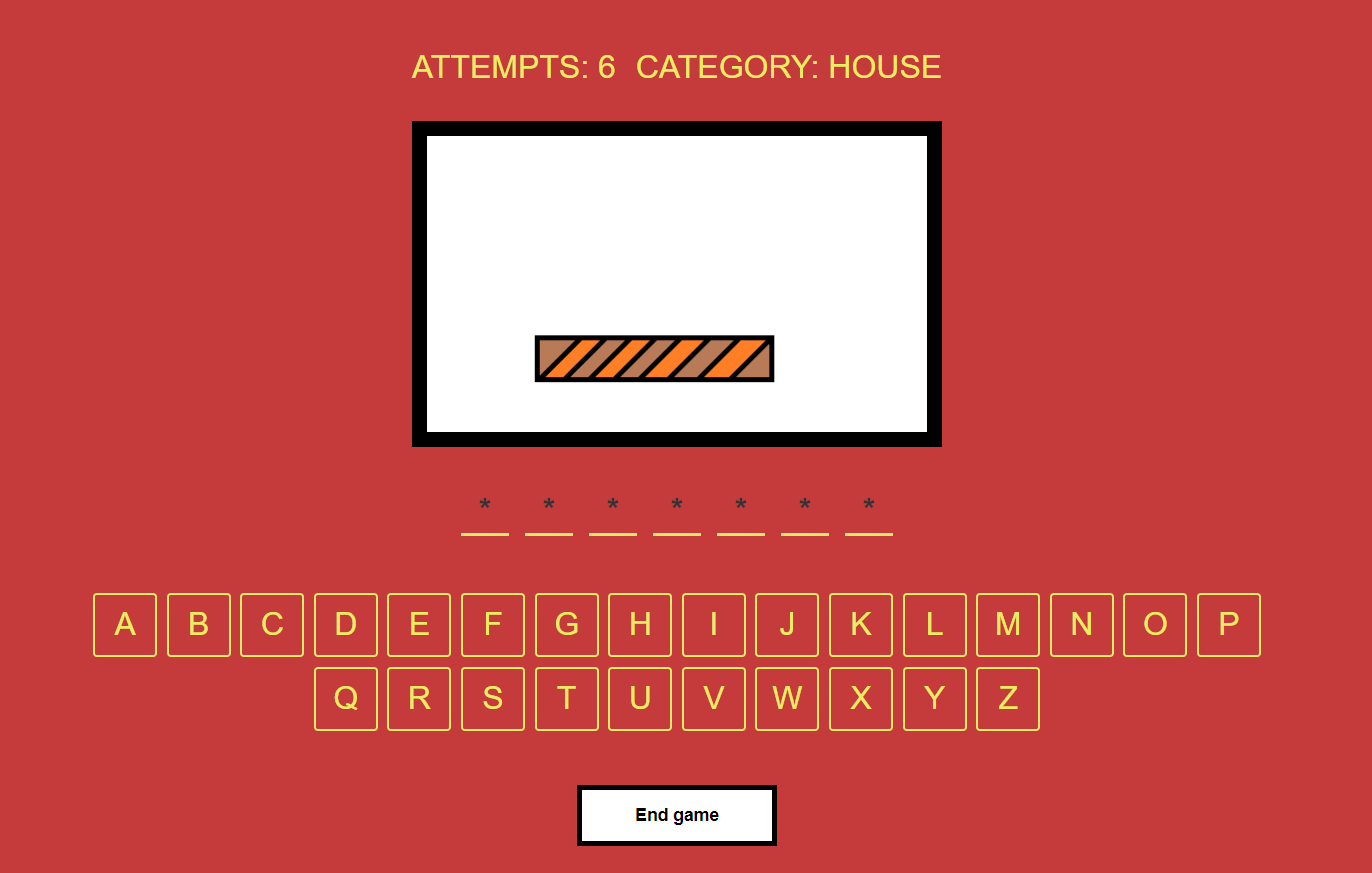 ATTEMPTS: 6 CATEGORY: HOUSE
* * * * * * *
A B C D E F G H I J K L M N O P
Q R S T U V W X Y Z
End game